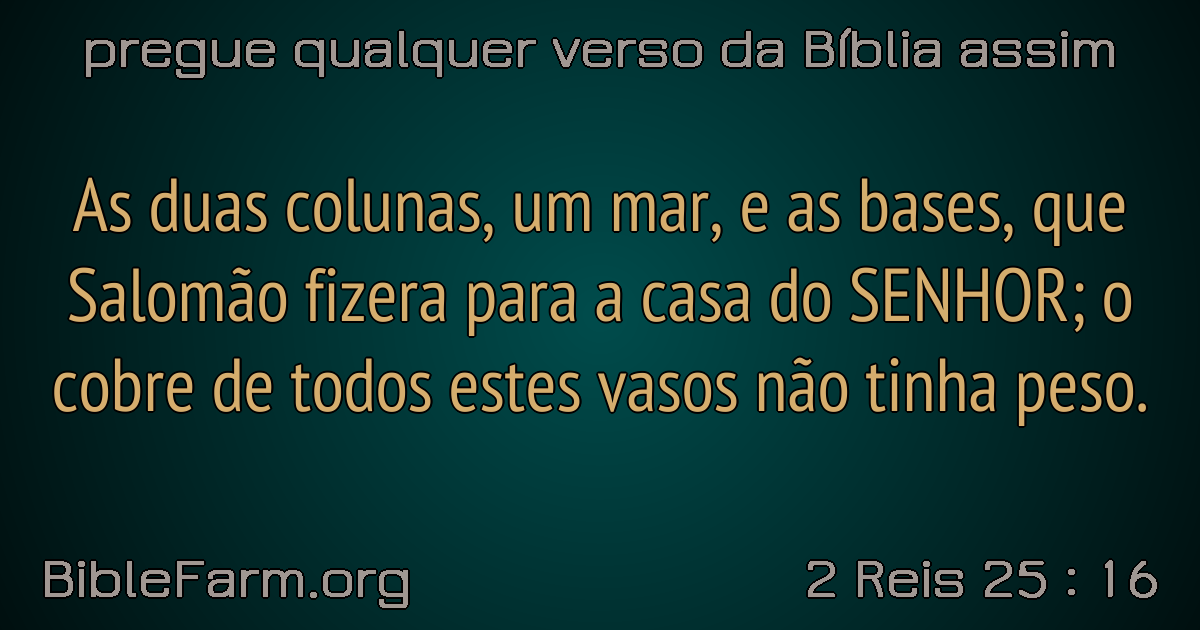 pregue qualquer verso da Bíblia assim
As duas colunas, um mar, e as bases, que
Salomão fizera para a casa do SENHOR; o
cobre de todos estes vasos não tinha peso.
BibleFarm.org
2 Reis 25 : 16